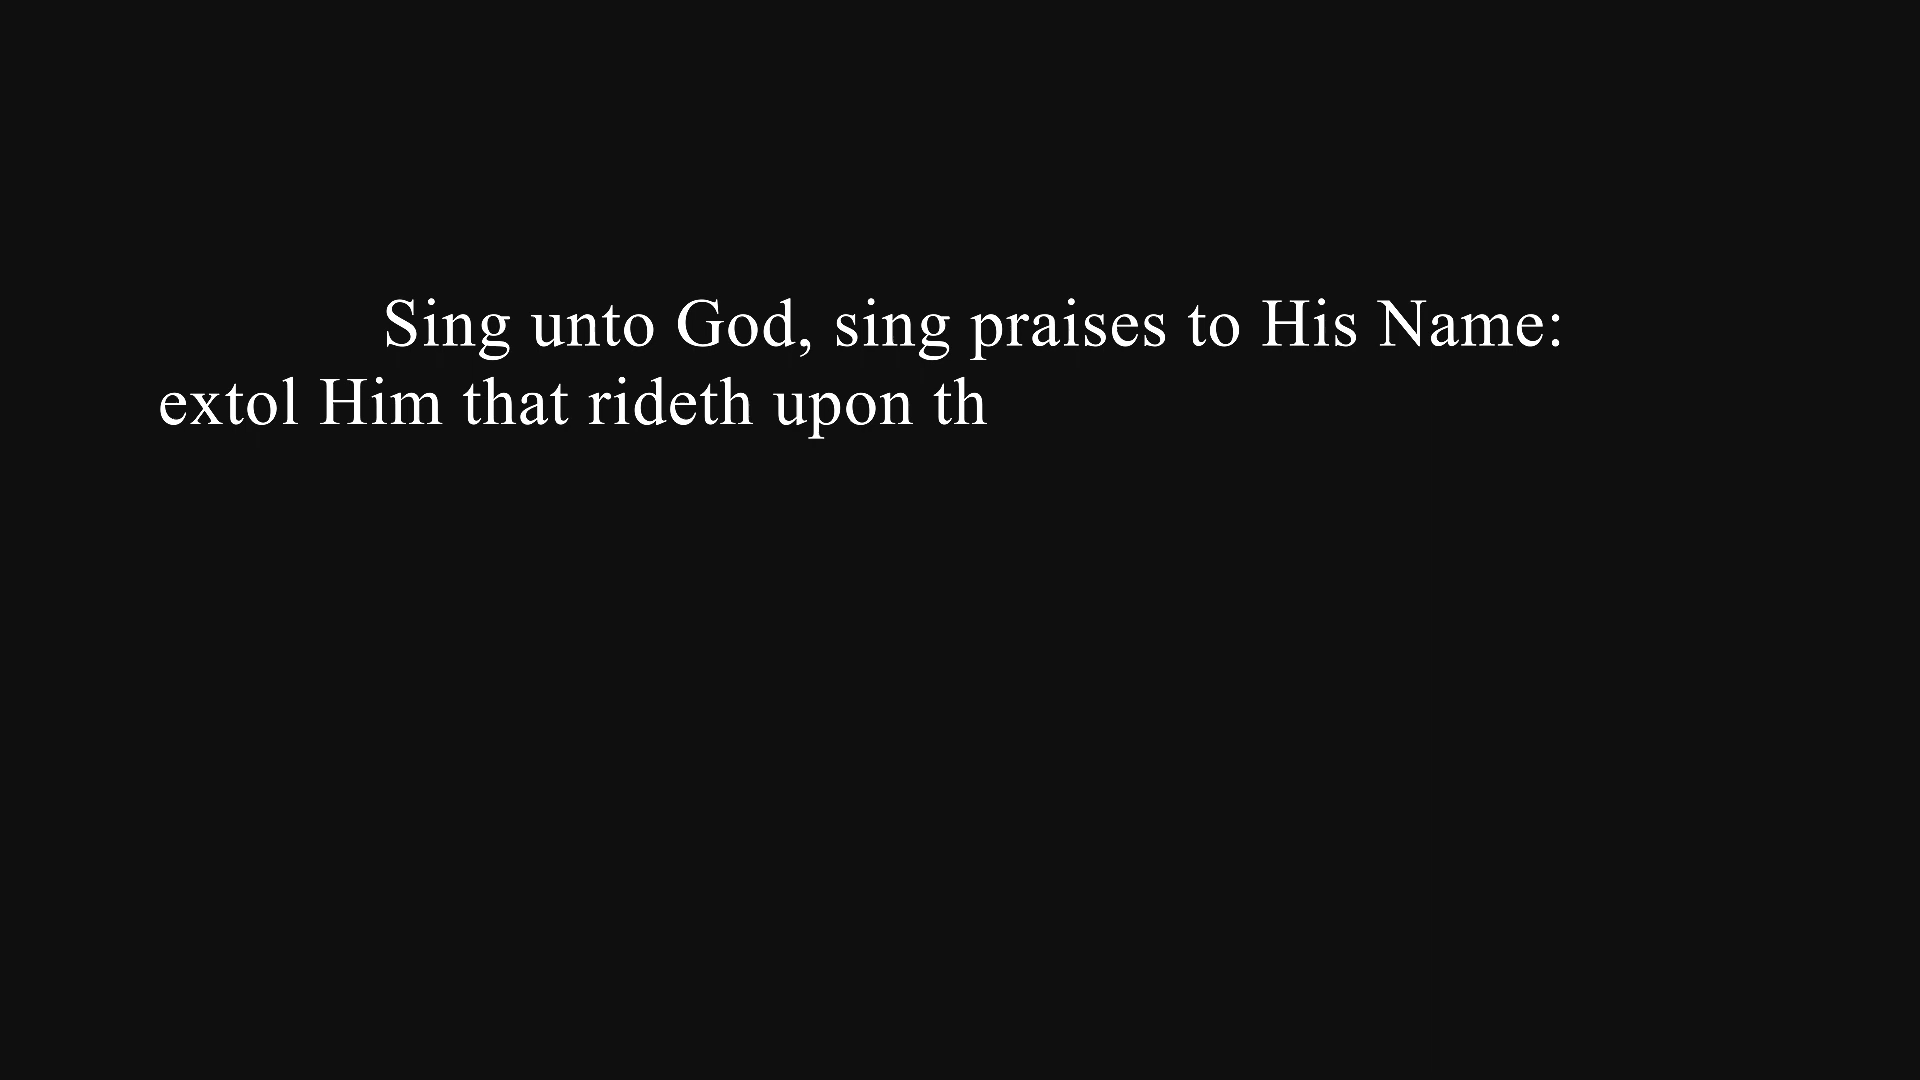 Sing unto God, sing praises to His Name:
extol Him that rideth upon th